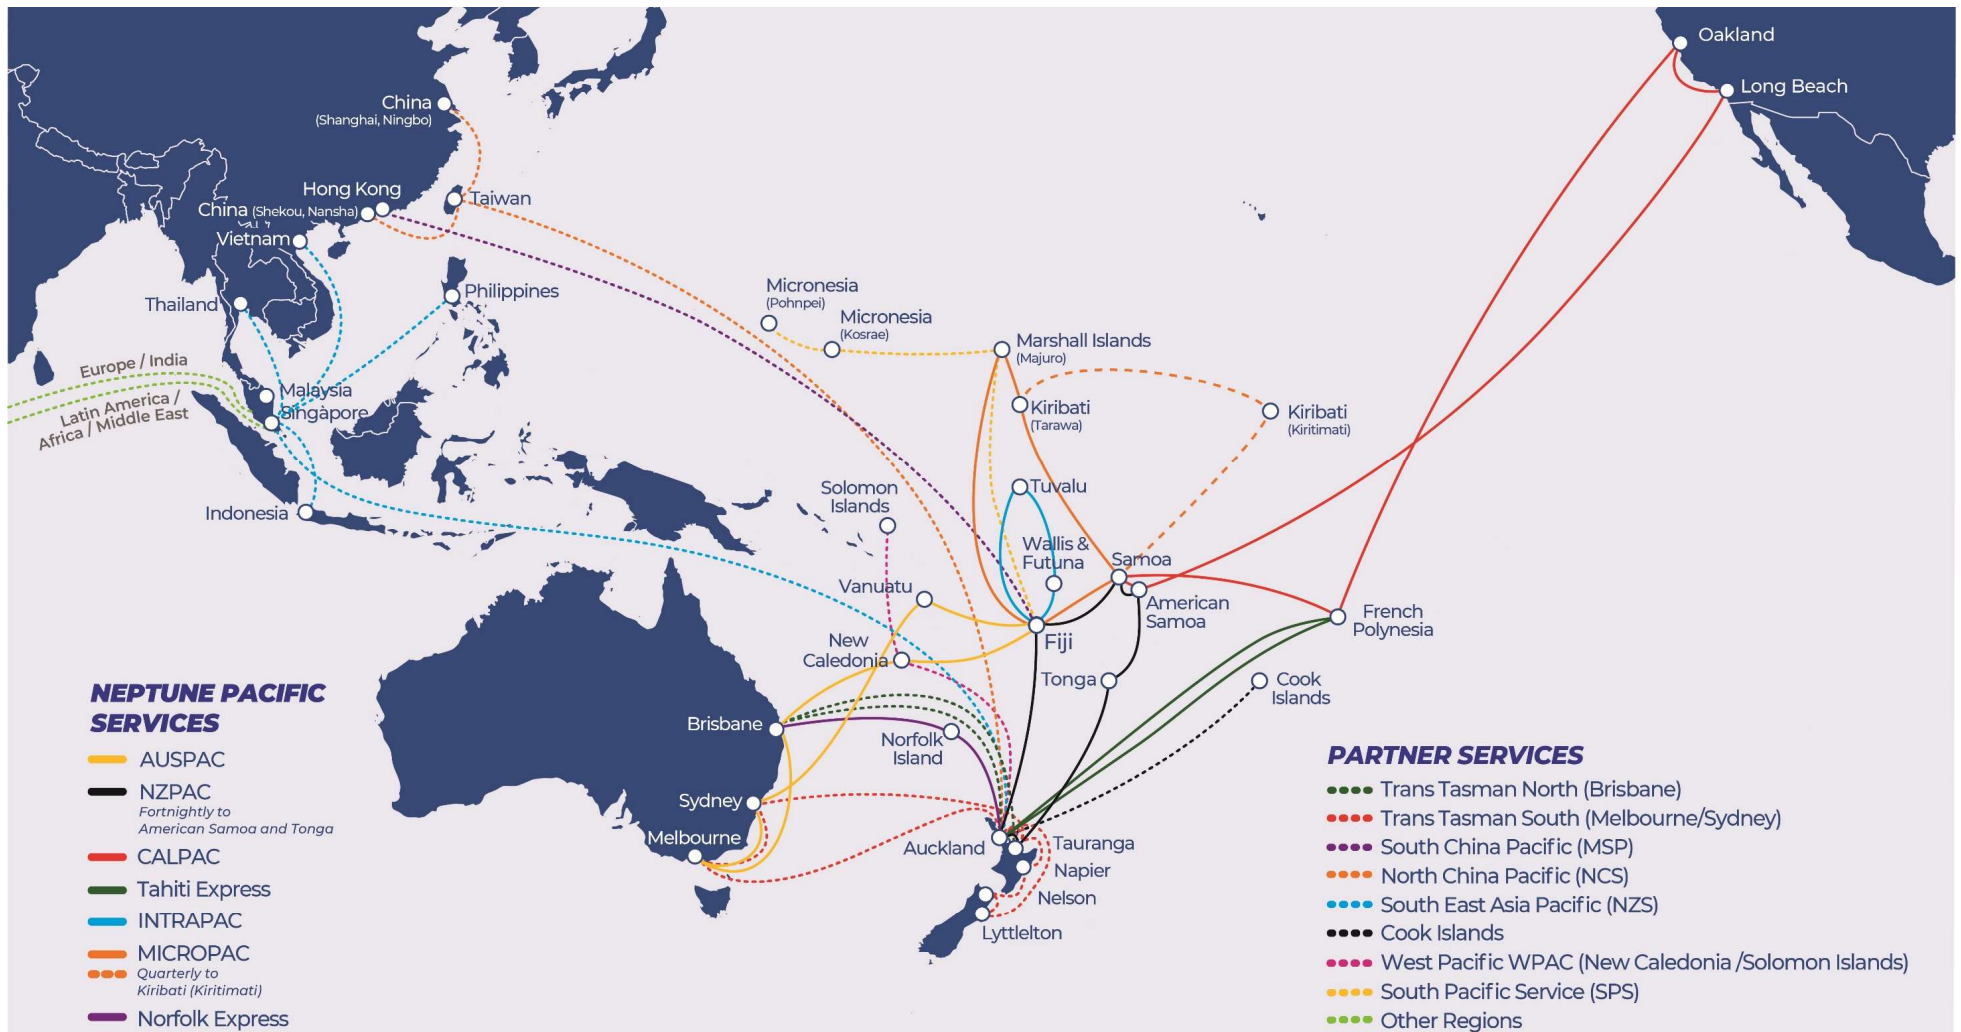 Oakland
Long Beach
China
(Shanghai, Ningbo)
Hong Kong
Taiwan
China (Shekou, Nansha)
Vietnam
Thailand
Philippines
Micronesia
(Pohnpei)
Micronesia
(Kosrae)
Marshall Islands
(Majuro)
Europe / India
Malaysia
Singapore
Latin America /
Africa / Middle East
Kiribati
(Tarawa)
Kiribati
(Kiritimati)
Solomon
Islands
Tuvalu
Indonesia
Wallis &
Futuna
Samoa
Vanuatu
American
Samoa
French
Polynesia
New
Caledonia
Fiji
Tonga
Cook
Islands
Brisbane
Norfolk
Island
Sydney
Melbourne
Auckland
Tauranga
Napier
Nelson
Lyttlelton
NEPTUNE PACIFIC
SERVICES
AUSPAC
NZPAC
Fortnightly to
American Samoa and Tonga
CALPAC
Tahiti Express
INTRAPAC
MICROPAC
Quarterly to
Kiribati (Kiritimati)
Norfolk Express
PARTNER SERVICES
Trans Tasman North (Brisbane)
Trans Tasman South (Melbourne/Sydney)
South China Pacific (MSP)
North China Pacific (NCS)
South East Asia Pacific (NZS)
Cook Islands
West Pacific WPAC (New Caledonia /Solomon Islands)
South Pacific Service (SPS)
Other Regions